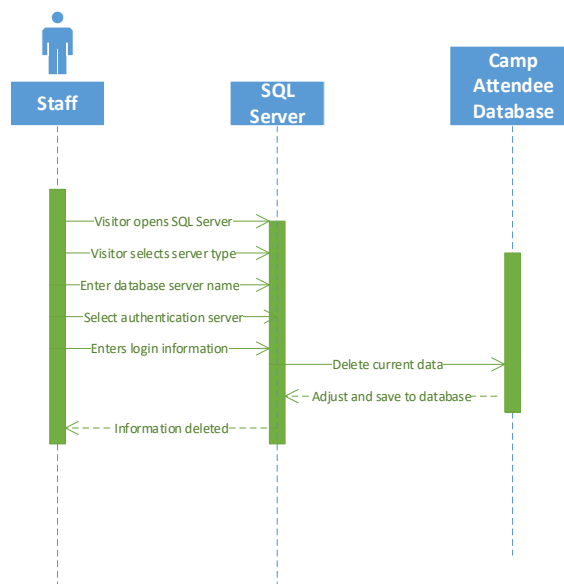 Staff
SQL
Server
Camp
Attendee
Database
Visitor opens SQL Server
Visitor selects server type
Enter database server name
Select authentication server
Enters login information
Delete current data
Adjust and save to database
Information deleted